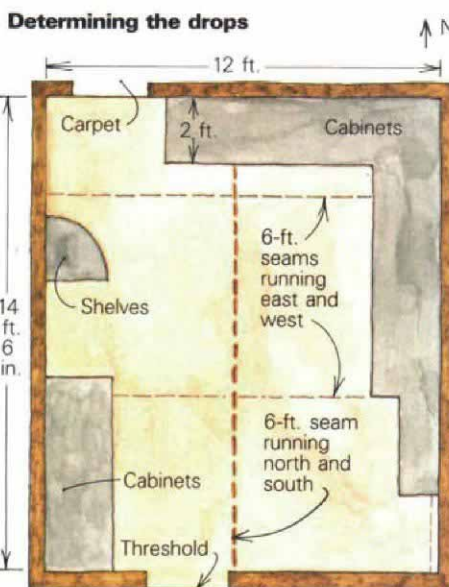 Determining the drops
N
12 ft.
Carpet
2 ft.
Cabinets
6-ft.
seams
running
east and
west
Shelves
14
ft.
6
in.
6-ft. seam
running
north and
south
Cabinets
Threshold